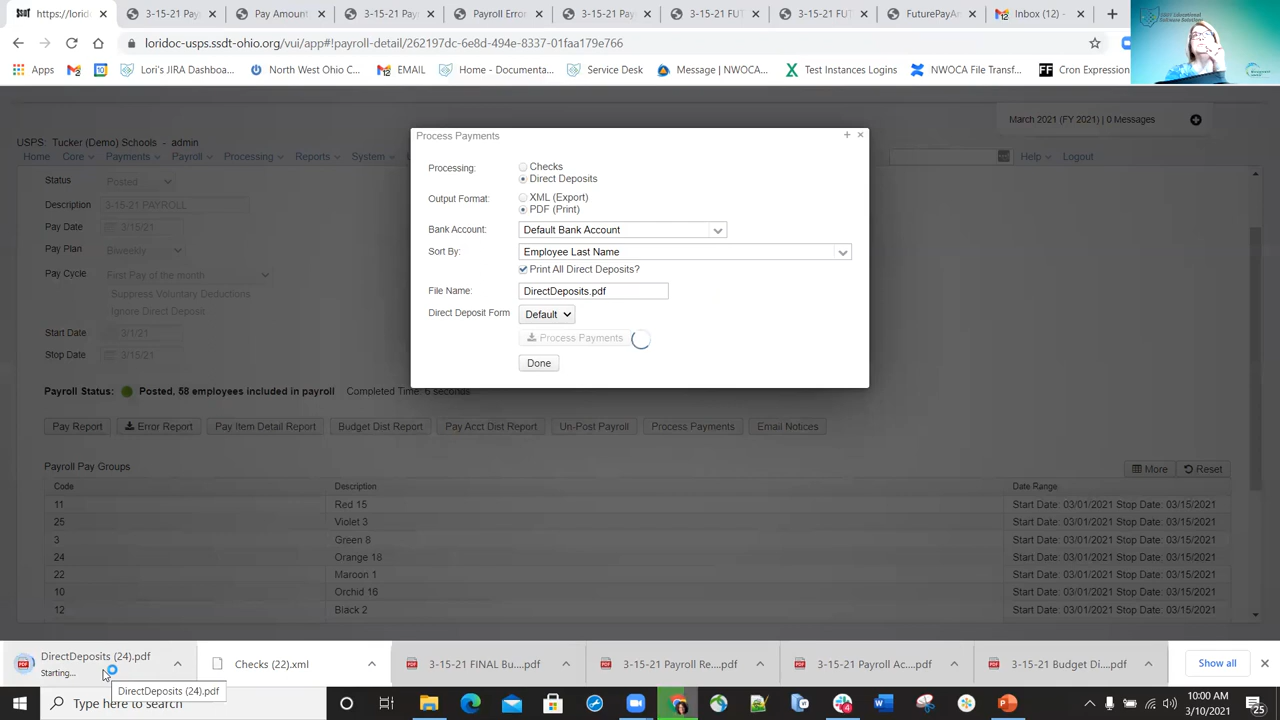 https://lor
3-15-21 Pay
Pay Amount
3-15-21 Pay
Payroll Erro
3-15-21 Pay
3-15-21 FUT
3-15-21 FUT
FuturePayAm
Inbox (12) -
loridoc-usps.ssdt-ohio.org/vui/app#!payroll-detail/262197dc-6e8d-494e-8337-01faa179e766
Apps
Lori's JIRA Dashboa...
North West Ohio C...
EMAIL
Home - Documenta...
Service Desk
Message | NWOCA...
Test Instances Logins
NWOCA File Transf...
Cron Expression
March 2021 (FY 2021) | 0 Messages
Process Payments
USPS: Tucker (Demo) Schools - admin
Home Core Payments Payroll Processing Reports System
Help Logout
Status Posted
Description 3-15-21 PAYROLL
Pay Date 3/15/21
Pay Plan Biweekly
Pay Cycle First Pay of the month
Suppress Voluntary Deductions
Ignore Direct Deposit
Start Date 3/1/21
Stop Date 3/15/21
Processing: Checks
Direct Deposits
Output Format: XML (Export)
PDF (Print)
Bank Account: Default Bank Account
Sort By: Employee Last Name
Print All Direct Deposits?
File Name: DirectDeposits.pdf
Direct Deposit Form Default
Process Payments
Done
Payroll Status: Posted, 58 employees included in payroll Completed Time: 6 seconds
Pay Report Error Report Pay Item Detail Report Budget Dist Report Pay Acct Dist Report Un-Post Payroll Process Payments Email Notices
Payroll Pay Groups
More Reset
Code Description Date Range:
11 Red 15 Start Date: 03/01/2021 Stop Date: 03/15/2021
25 Violet 3 Start Date: 03/01/2021 Stop Date: 03/15/2021
3 Green 8 Start Date: 03/01/2021 Stop Date: 03/15/2021
24 Orange 18 Start Date: 03/01/2021 Stop Date: 03/15/2021
22 Maroon 1 Start Date: 03/01/2021 Stop Date: 03/15/2021
10 Orchid 16 Start Date: 03/01/2021 Stop Date: 03/15/2021
12 Black 2 Start Date: 03/01/2021 Stop Date: 03/15/2021
DirectDeposits (24).pdf
Starting...
Checks (22).xml
3-15-21 FINAL Bu....pdf
3-15-21 Payroll Re....pdf
3-15-21 Payroll Ac....pdf
3-15-21 Budget Di....pdf
Show all
DirectDeposits (24).pdf
Type here to search
10:00 AM
3/10/2021
25